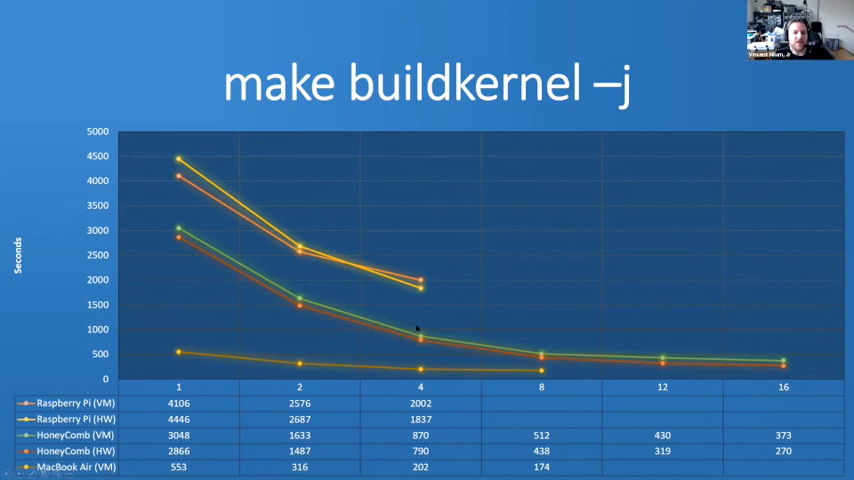 make buildkernel –j
5000
4500
4000
3500
3000
2500
2000
1500
1000
500
0
Seconds
1 2 4 8 12 16
Raspberry Pi (VM) 4106 2576 2002
Raspberry Pi (HW) 4446 2687 1837
HoneyComb (VM) 3048 1633 870 512 430 373
HoneyComb (HW) 2866 1487 790 438 319 270
MacBook Air (VM) 553 316 202 174